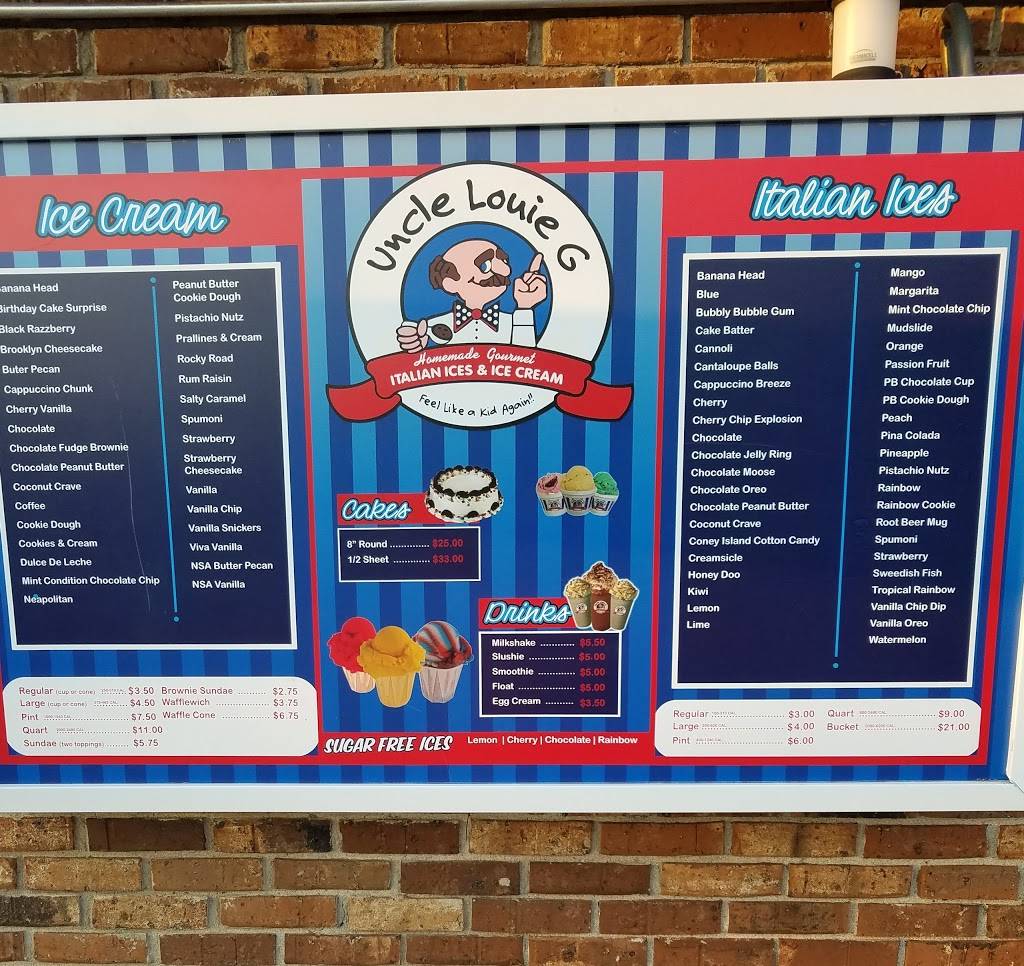 Ice Cream
anana Head
Birthday Cake Surprise
Black Razzberry
Brooklyn Cheesecake
Buter Pecan
Cappuccino Chunk
Cherry Vanilla
Chocolate
Chocolate Fudge Brownie
Chocolate Peanut Butter
Coconut Crave
Coffee
Cookie Dough
Cookies & Cream
Dulce De Leche
Mint Condition Chocolate Chip
Neapolitan
Peanut Butter
Cookie Dough
Pistachio Nutz
Prallines & Cream
Rocky Road
Rum Raisin
Salty Caramel
Spumoni
Strawberry
Strawberry
Cheesecake
Vanilla
Vanilla Chip
Vanilla Snickers
Viva Vanilla
NSA Butter Pecan
NSA Vanilla
Regular (cup or cone) $3.50
Large (cup or cone) $4.50
Pint $7.50
Quart $11.00
Sundae (two toppings) $5.75
Brownie Sundae $2.75
Wafflewich $3.75
Waffle Cone $6.75
Uncle Louie G
Homemade Gourmet
ITALIAN ICES & ICE CREAM
Feel Like a Kid Again!!
Cakes
8" Round $25.00
1/2 Sheet $33.00
Drinks
Milkshake $6.50
Slushie $5.00
Smoothie $5.00
Float $5.00
Egg Cream $3.50
SUGAR FREE ICES Lemon | Cherry | Chocolate | Rainbow
Italian Ices
Banana Head
Blue
Bubbly Bubble Gum
Cake Batter
Cannoli
Cantaloupe Balls
Cappuccino Breeze
Cherry
Cherry Chip Explosion
Chocolate
Chocolate Jelly Ring
Chocolate Moose
Chocolate Oreo
Chocolate Peanut Butter
Coconut Crave
Coney Island Cotton Candy
Creamsicle
Honey Doo
Kiwi
Lemon
Lime
Mango
Margarita
Mint Chocolate Chip
Mudslide
Orange
Passion Fruit
PB Chocolate Cup
PB Cookie Dough
Peach
Pina Colada
Pineapple
Pistachio Nutz
Rainbow
Rainbow Cookie
Root Beer Mug
Spumoni
Strawberry
Sweedish Fish
Tropical Rainbow
Vanilla Chip Dip
Vanilla Oreo
Watermelon
Regular $3.00
Large $4.00
Pint $6.00
Quart $9.00
Bucket $21.00